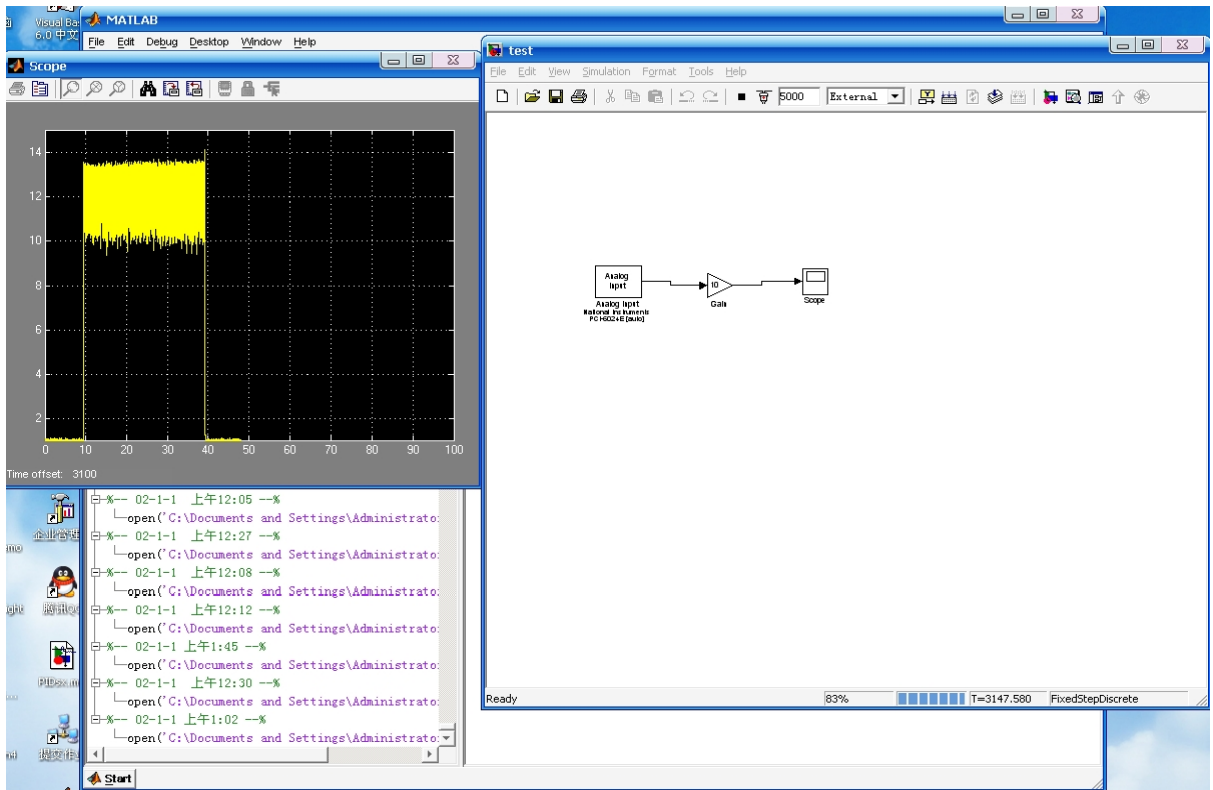 Visual Ba
6.0 中文
MATLAB
File Edit Debug Desktop Window Help
Scope
14
12
10
8
6
4
2
0 10 20 30 40 50 60 70 80 90 100
Time offset: 3100
test
File Edit View Simulation Format Tools Help
5000 External
Analog
Input
Analog Input
National Instruments
PCI-6024E [auto]
10
Gain
Scope
Ready 83% T=3147.580 FixedStepDiscrete
%-- 02-1-1 上午12:05 --%
open('C:\Documents and Settings\Administrato
%-- 02-1-1 上午12:27 --%
open('C:\Documents and Settings\Administrato
%-- 02-1-1 上午12:08 --%
open('C:\Documents and Settings\Administrato
%-- 02-1-1 上午12:12 --%
open('C:\Documents and Settings\Administrato
%-- 02-1-1 上午1:45 --%
open('C:\Documents and Settings\Administrato
%-- 02-1-1 上午12:30 --%
open('C:\Documents and Settings\Administrato
%-- 02-1-1 上午1:02 --%
open('C:\Documents and Settings\Administrato
企业管理
腾讯QQ
Start